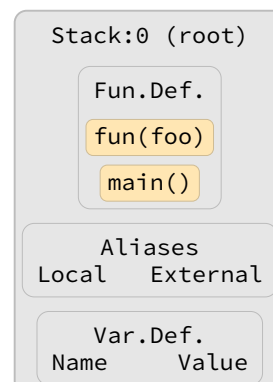 Stack:0 (root)
Fun.Def.
fun(foo)
main()
Aliases
Local External
Var.Def.
Name Value